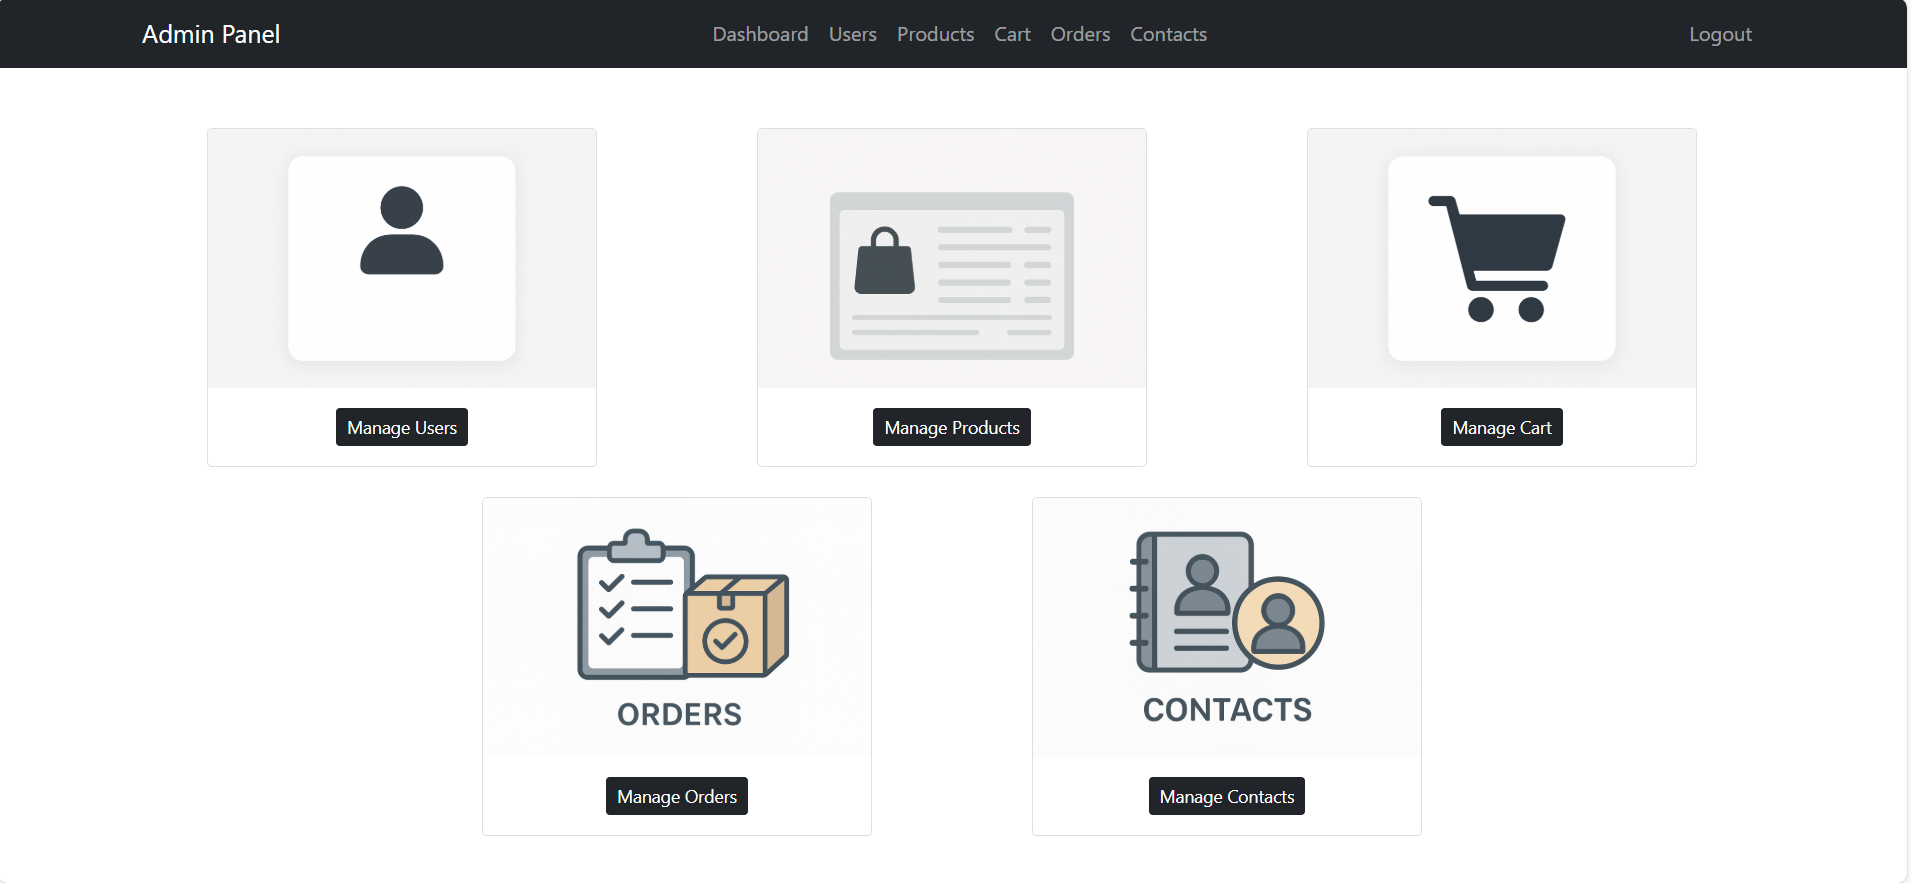 Admin Panel
Dashboard Users Products Cart Orders Contacts
Logout
Manage Users
Manage Products
Manage Cart
ORDERS
CONTACTS
Manage Orders
Manage Contacts